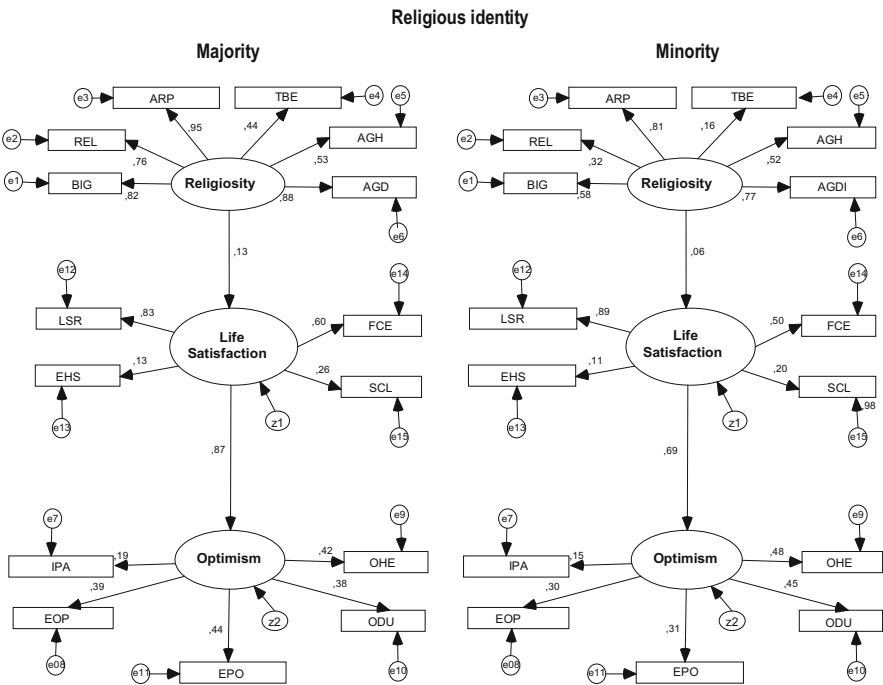 Religious identity
Majority
Minority
e3
ARP
TBE
e4
e5
e2
REL
AGH
,95
,44
,76
,53
e1
BIG
Religiosity
,82
,88
AGD
e6
,13
e12
e14
LSR
,83
,60
FCE
Life
Satisfaction
EHS
,13
,26
SCL
e13
z1
e15
,87
e7
e9
IPA
,19
Optimism
,42
OHE
,39
,38
EOP
z2
ODU
,44
e08
e11
EPO
e10
e3
ARP
TBE
e4
e5
e2
REL
AGH
,81
,16
,32
,52
e1
BIG
Religiosity
,58
,77
AGDI
e6
,06
e12
e14
LSR
,89
,50
FCE
Life
Satisfaction
EHS
,11
,20
SCL
,98
e13
z1
e15
,69
e7
e9
IPA
,15
Optimism
,48
OHE
,30
,45
EOP
z2
ODU
,31
e08
e11
EPO
e10